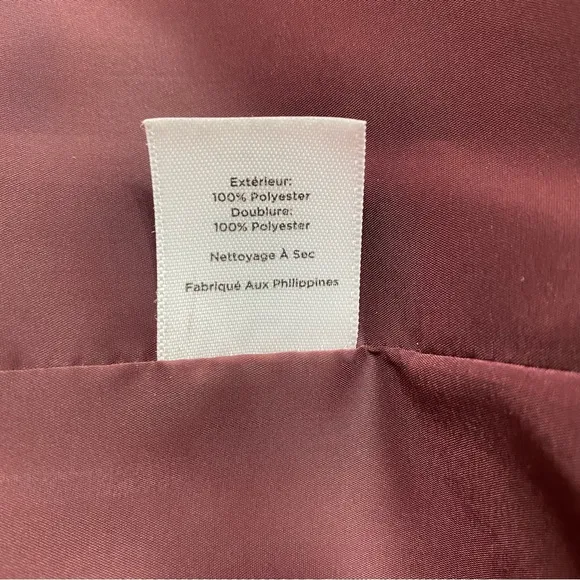 Extérieur:
100% Polyester
Doublure:
100% Polyester
Nettoyage À Sec
Fabriqué Aux Philippines